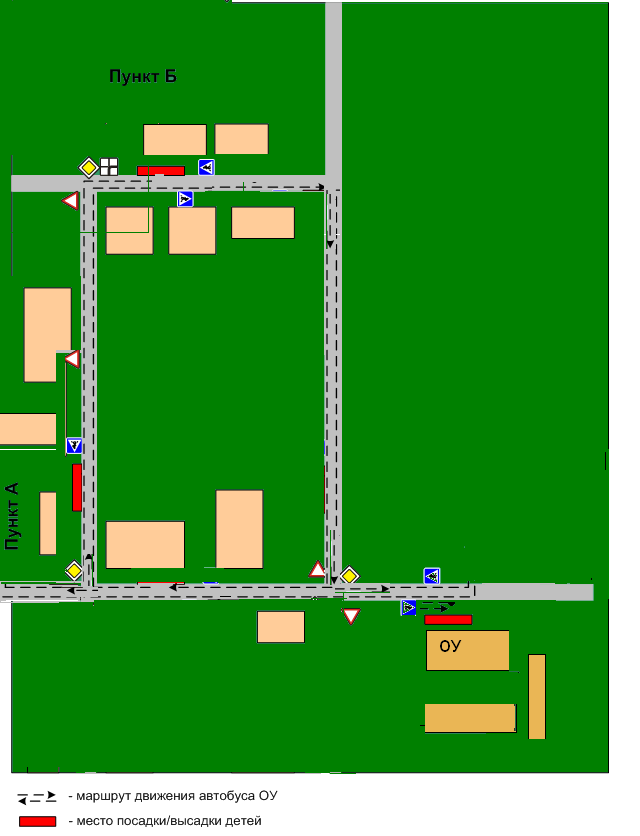 Пункт Б
Пункт А
ОУ
- маршрут движения автобуса ОУ
- место посадки/высадки детей